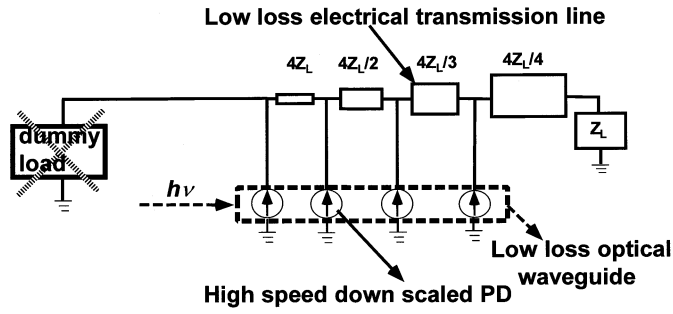 Low loss electrical transmission line
4Z_L 4Z_L/2 4Z_L/3 4Z_L/4
dummy
load
Z_L
hν
Low loss optical
waveguide
High speed down scaled PD